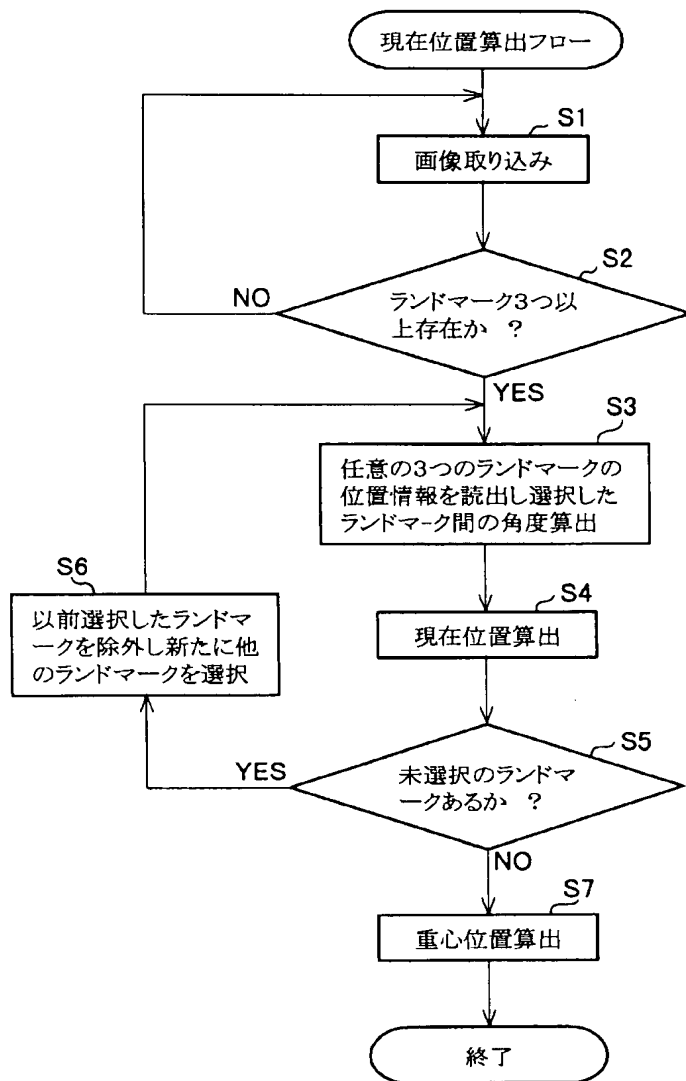 現在位置算出フロー
S1
画像取り込み
S2
NO
ランドマーク3つ以
上存在か ?
YES
S3
任意の3つのランドマークの
位置情報を読出し選択した
ランドマーク間の角度算出
S6
以前選択したランドマ
ークを除外し新たに他
のランドマークを選択
S4
現在位置算出
S5
YES
未選択のランドマ
ークあるか ?
NO
S7
重心位置算出
終了